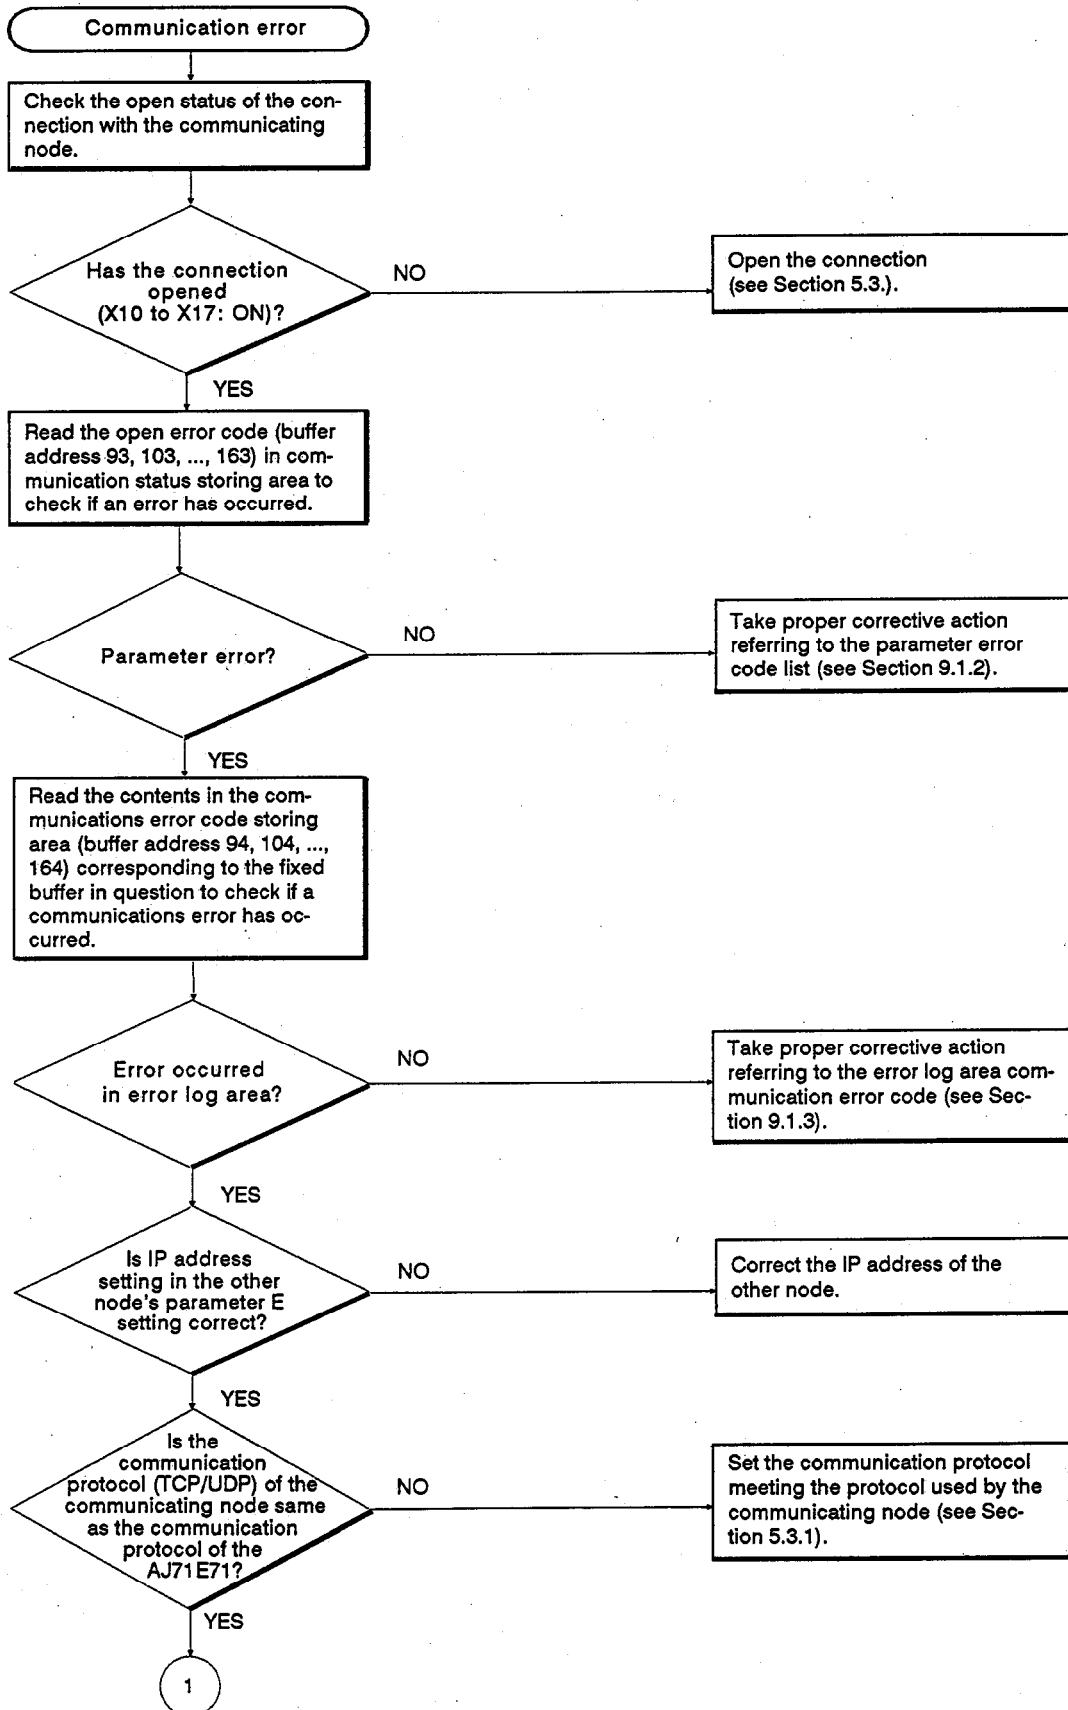 Communication error
Check the open status of the con-
nection with the communicating
node.
Has the connection
opened
(X10 to X17: ON)?
NO
Open the connection
(see Section 5.3.).
YES
Read the open error code (buffer
address 93, 103, ..., 163) in com-
munication status storing area to
check if an error has occurred.
Parameter error?
NO
Take proper corrective action
referring to the parameter error
code list (see Section 9.1.2).
YES
Read the contents in the com-
munications error code storing
area (buffer address 94, 104, ...,
164) corresponding to the fixed
buffer in question to check if a
communications error has oc-
curred.
Error occurred
in error log area?
NO
Take proper corrective action
referring to the error log area com-
munication error code (see Sec-
tion 9.1.3).
YES
Is IP address
setting in the other
node's parameter E
setting correct?
NO
Correct the IP address of the
other node.
YES
Is the
communication
protocol (TCP/UDP) of the
communicating node same
as the communication
protocol of the
AJ71E71?
NO
Set the communication protocol
meeting the protocol used by the
communicating node (see Sec-
tion 5.3.1).
YES
1